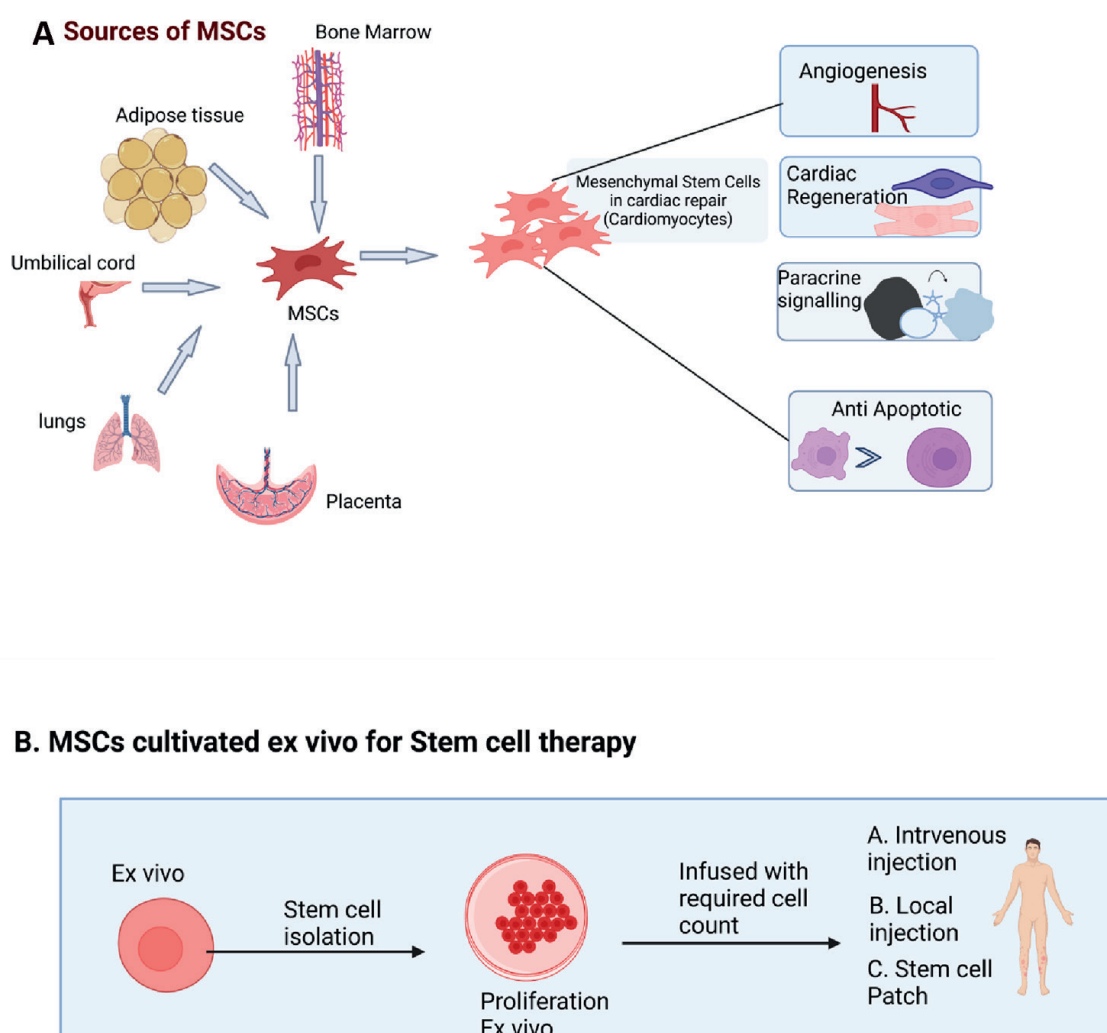 A Sources of MSCs
Bone Marrow
Adipose tissue
Umbilical cord
MSCs
lungs
Placenta
Mesenchymal Stem Cells
in cardiac repair
(Cardiomyocytes)
Angiogenesis
Cardiac
Regeneration
Paracrine
signalling
Anti Apoptotic
B. MSCs cultivated ex vivo for Stem cell therapy
Ex vivo
Stem cell
isolation
Proliferation
Ex vivo
Infused with
required cell
count
A. Intrvenous
injection
B. Local
injection
C. Stem cell
Patch